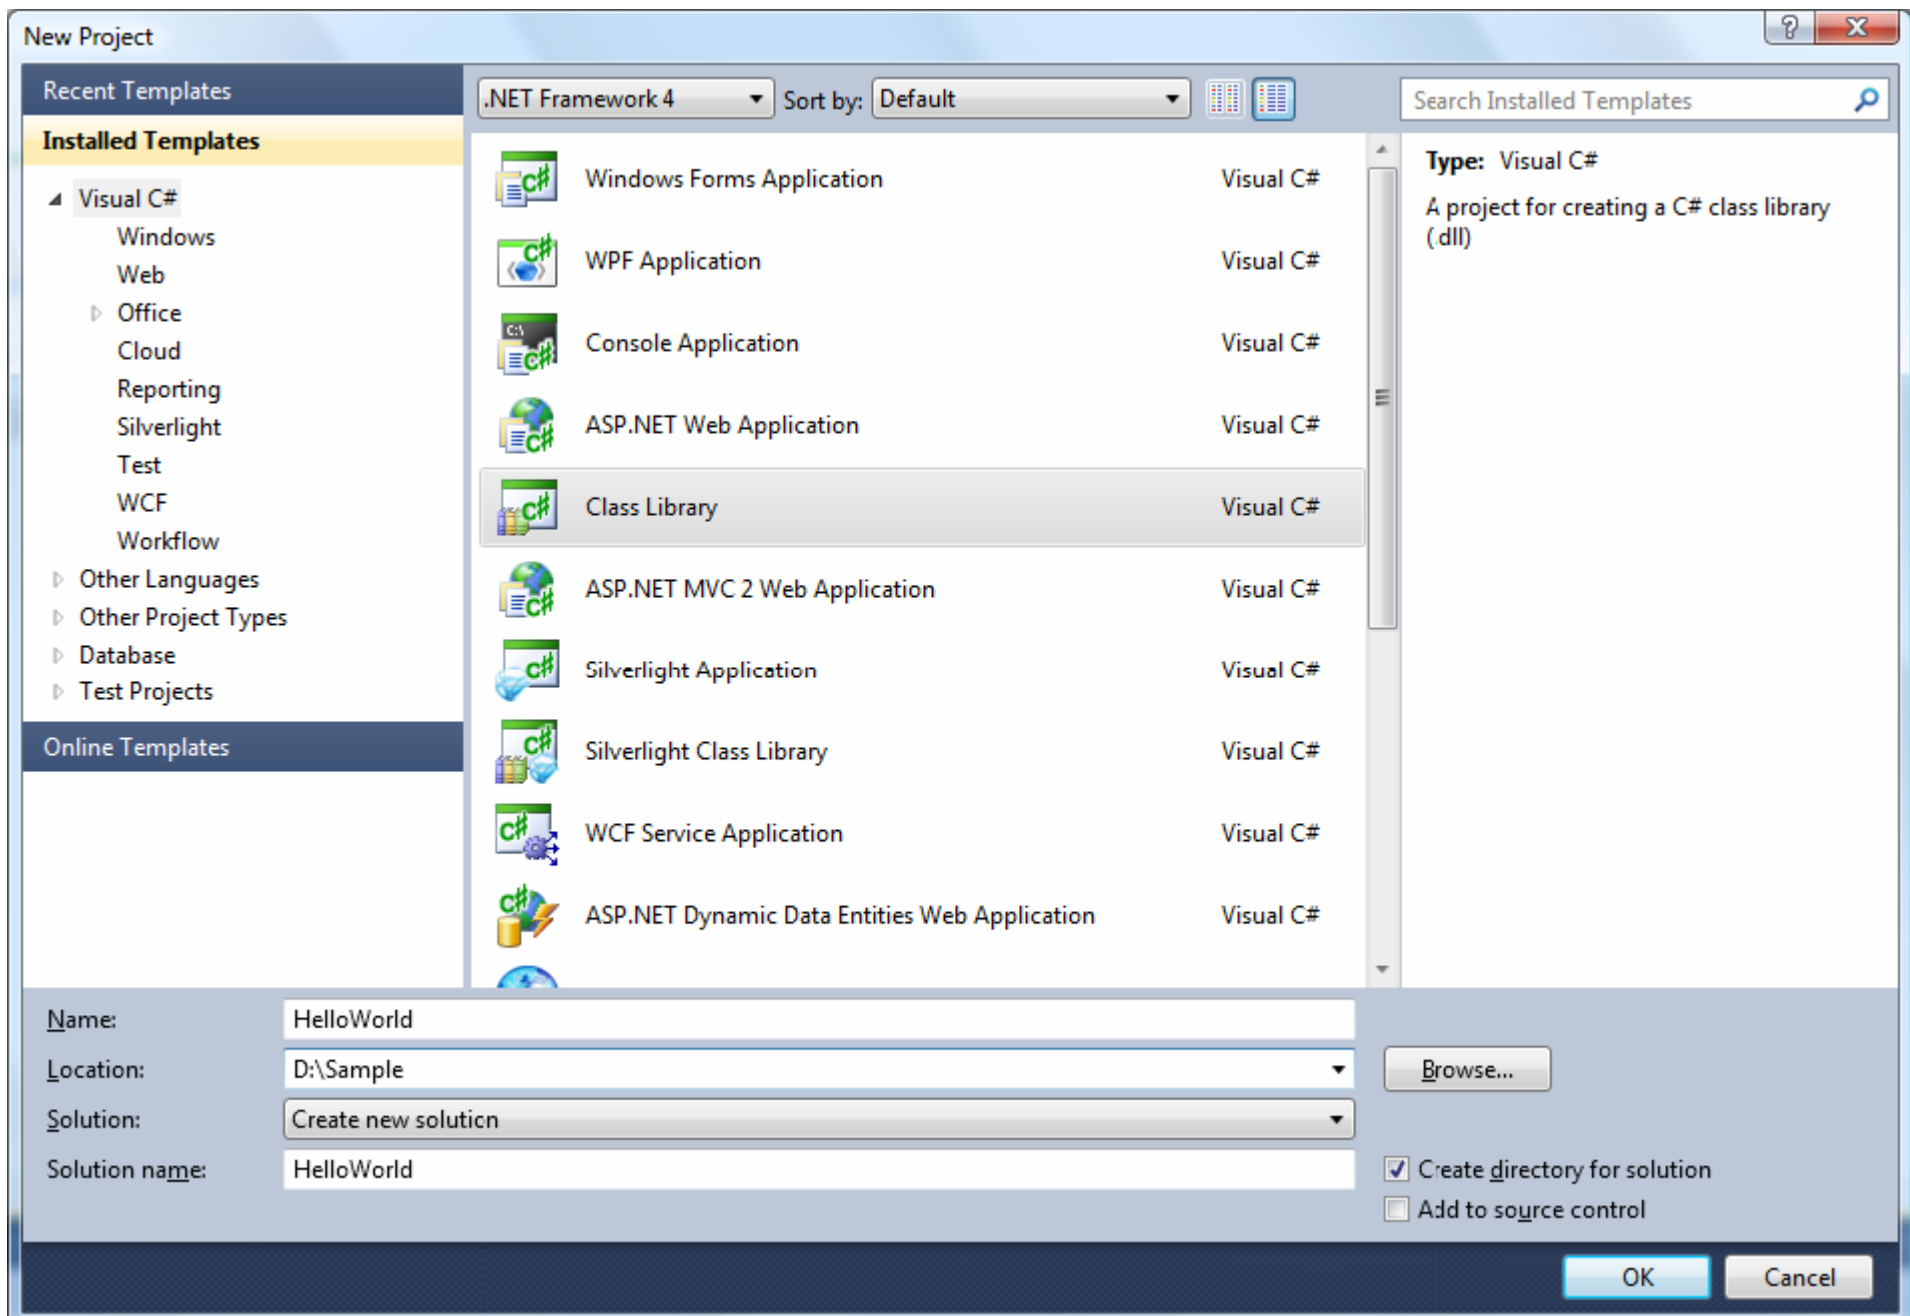 New Project
Recent Templates
Installed Templates
Visual C#
Windows
Web
Office
Cloud
Reporting
Silverlight
Test
WCF
Workflow
Other Languages
Other Project Types
Database
Test Projects
Online Templates
.NET Framework 4
Sort by: Default
Search Installed Templates
Windows Forms Application Visual C#
WPF Application Visual C#
Console Application Visual C#
ASP.NET Web Application Visual C#
Class Library Visual C#
ASP.NET MVC 2 Web Application Visual C#
Silverlight Application Visual C#
Silverlight Class Library Visual C#
WCF Service Application Visual C#
ASP.NET Dynamic Data Entities Web Application Visual C#
Type: Visual C#
A project for creating a C# class library
(.dll)
Name: HelloWorld
Location: D:\Sample
Browse...
Solution: Create new solution
Solution name: HelloWorld
Create directory for solution
Add to source control
OK Cancel